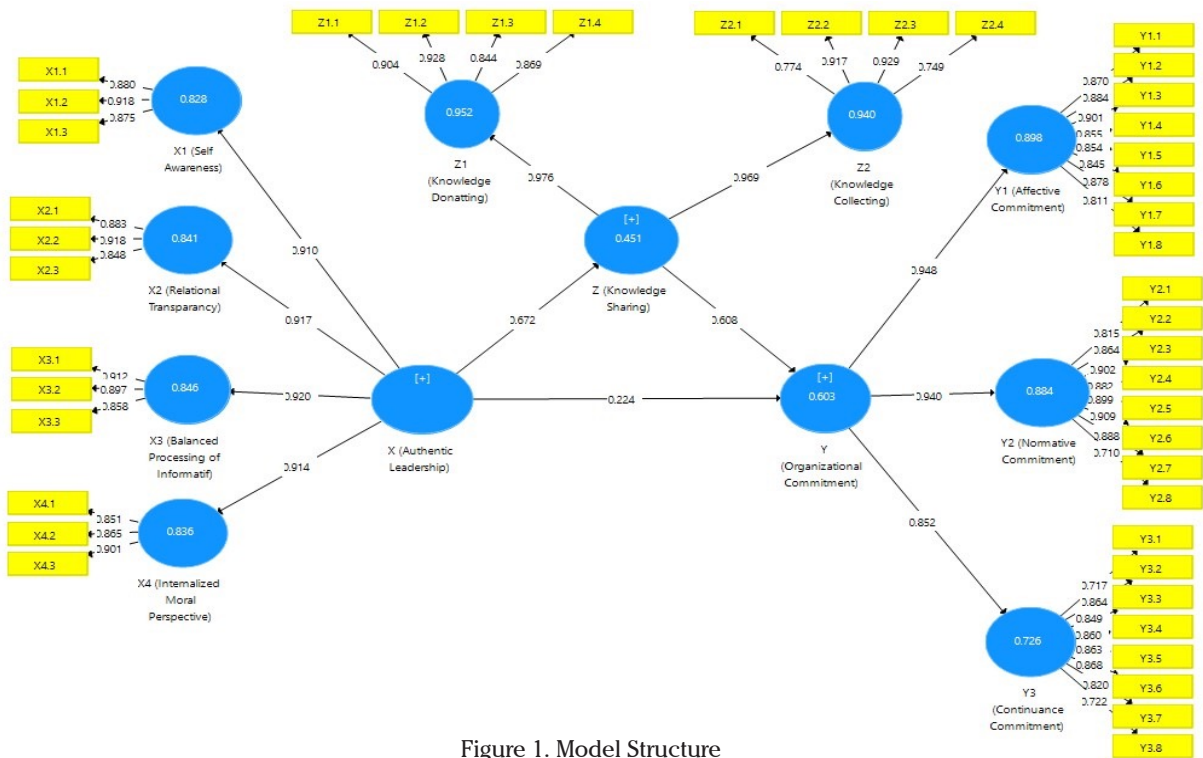 Z1.1
Z1.2
Z1.3
Z1.4
0.904
0.928
0.844
0.869
0.952
Z1
(Knowledge
Donatting)
Z2.1
Z2.2
Z2.3
Z2.4
0.774
0.917
0.929
0.749
0.940
Z2
(Knowledge
Collecting)
X1.1
X1.2
X1.3
0.880
0.918
0.875
0.828
X1 (Self
Awareness)
X2.1
X2.2
X2.3
0.883
0.918
0.848
0.841
X2 (Relational
Transparancy)
X3.1
X3.2
X3.3
0.912
0.897
0.858
0.846
X3 (Balanced
Processing of
Informatif)
X4.1
X4.2
X4.3
0.851
0.865
0.901
0.836
X4 (Internalized
Moral
Perspective)
0.910
0.917
0.920
0.914
[+]
X (Authentic
Leadership)
0.672
0.224
0.976
0.969
[+]
0.451
Z (Knowledge
Sharing)
0.608
[+]
0.603
Y
(Organizational
Commitment)
0.948
0.940
0.852
0.898
Y1 (Affective
Commitment)
0.870
0.884
0.901
0.855
0.854
0.845
0.878
0.811
Y1.1
Y1.2
Y1.3
Y1.4
Y1.5
Y1.6
Y1.7
Y1.8
0.884
Y2 (Normative
Commitment)
0.815
0.864
0.902
0.882
0.899
0.909
0.888
0.710
Y2.1
Y2.2
Y2.3
Y2.4
Y2.5
Y2.6
Y2.7
Y2.8
0.726
Y3
(Continuance
Commitment)
0.717
0.864
0.849
0.860
0.863
0.868
0.820
0.722
Y3.1
Y3.2
Y3.3
Y3.4
Y3.5
Y3.6
Y3.7
Y3.8
Figure 1. Model Structure